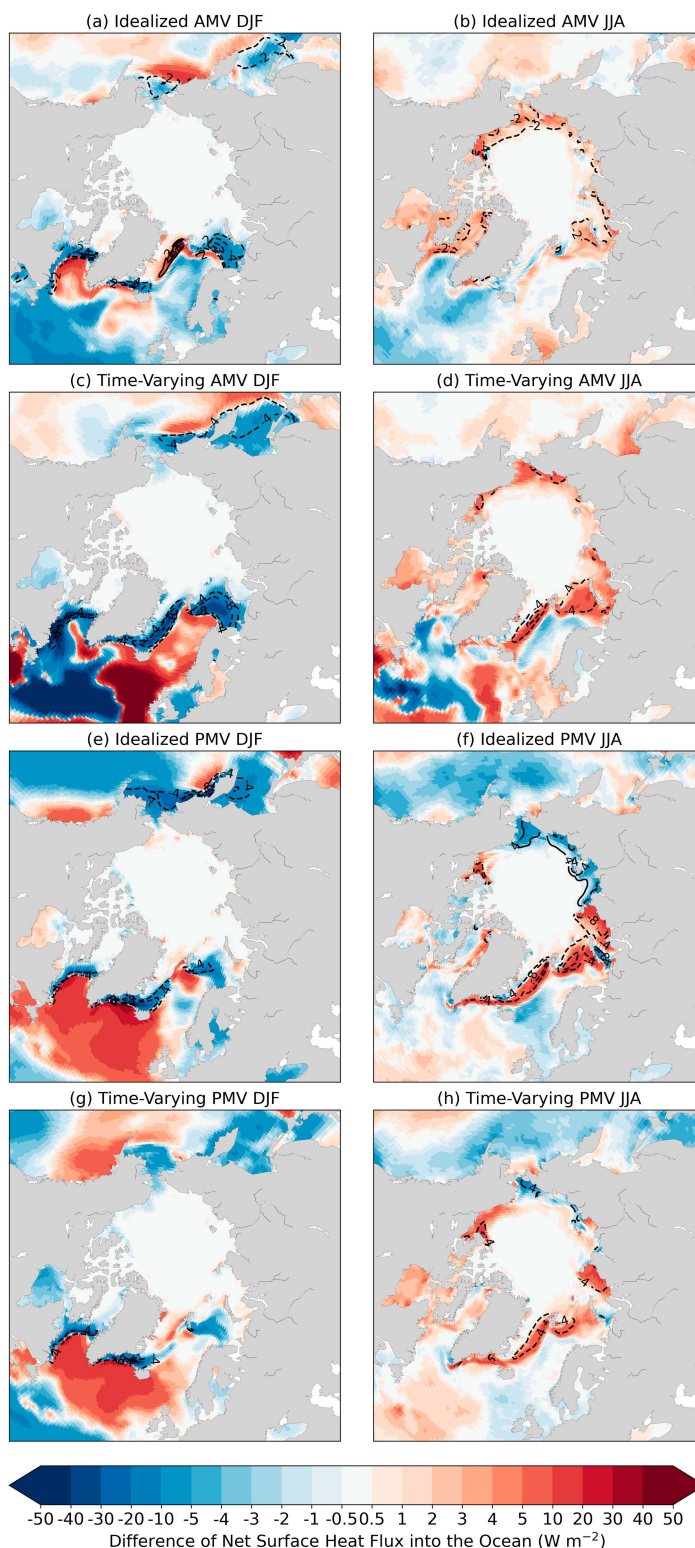 (a) Idealized AMV DJF
(b) Idealized AMV JJA
(c) Time-Varying AMV DJF
(d) Time-Varying AMV JJA
(e) Idealized PMV DJF
(f) Idealized PMV JJA
(g) Time-Varying PMV DJF
(h) Time-Varying PMV JJA
-50 -40 -30 -20 -10 -5 -3 -2 -1 -0.50 0.5 1 2 3 5 10 20 30 40 50
Difference of Net Surface Heat Flux into the Ocean (W m⁻²)